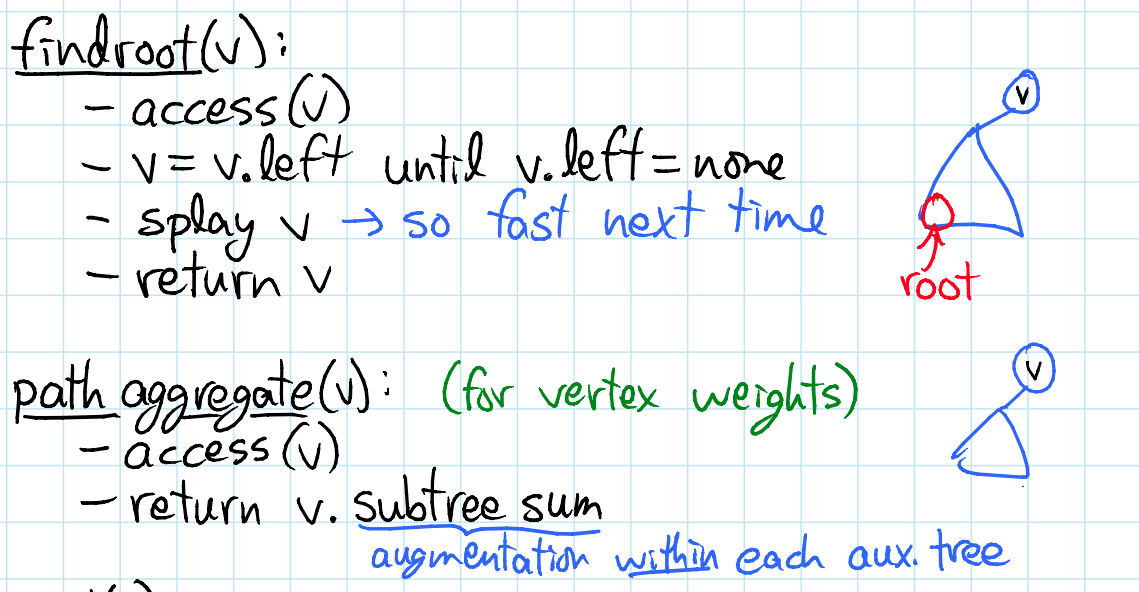 findroot(v):
- access(v)
- v = v.left until v.left = none
- splay v → so fast next time
- return v
v
root
path aggregate(v): (for vertex weights)
- access(v)
- return v. subtree sum
augmentation within each aux. tree
v